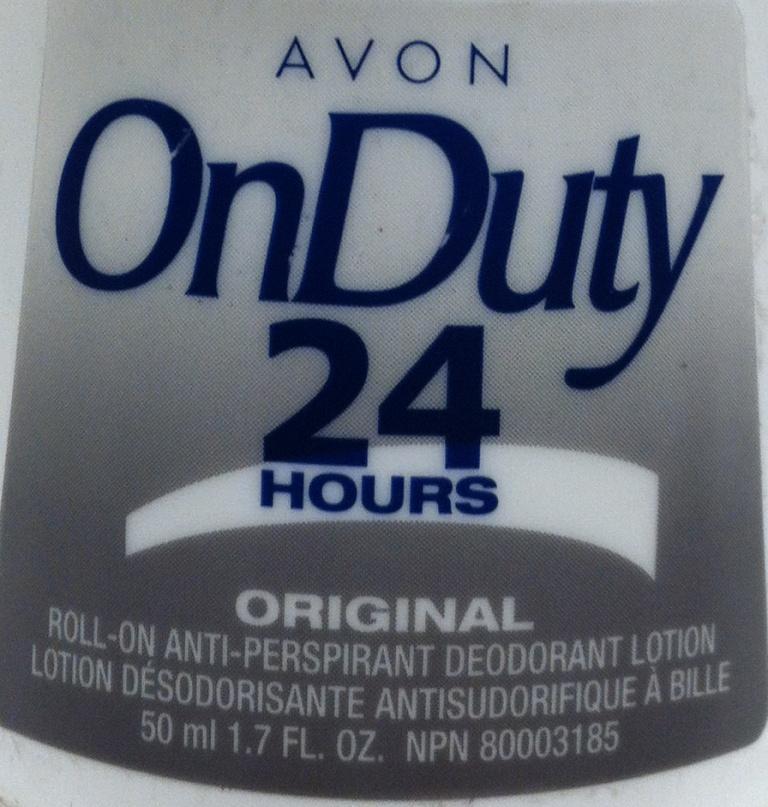 AVON
OnDuty
24
HOURS
ORIGINAL
ROLL-ON ANTI-PERSPIRANT DEODORANT LOTION
LOTION DÉSODORISANTE ANTISUDORIFIQUE À BILLE
50 ml 1.7 FL. OZ. NPN 80003185